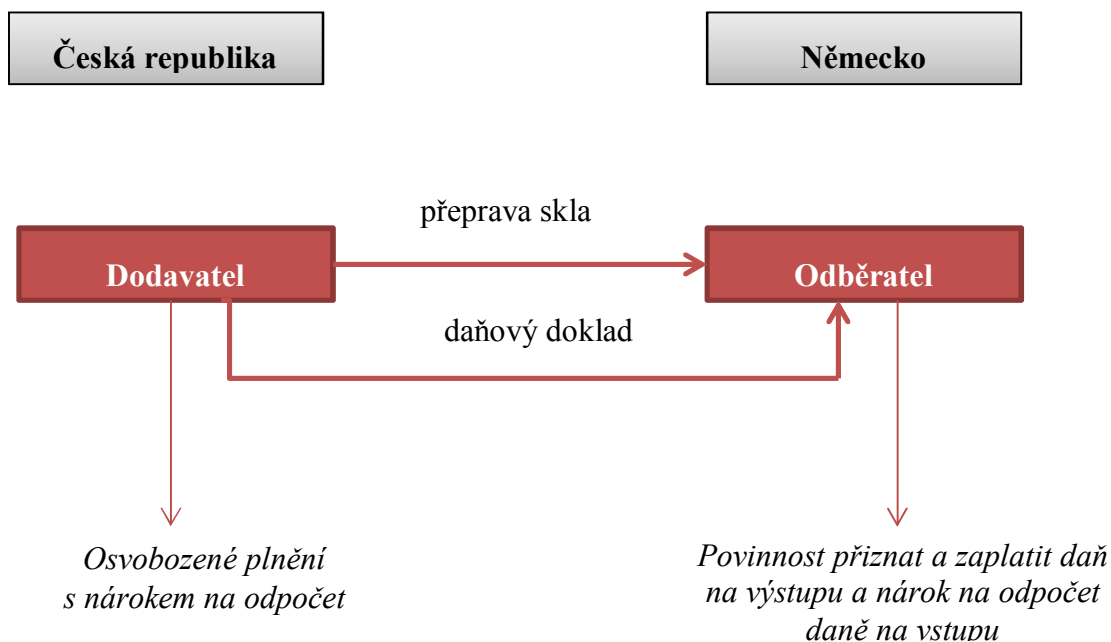 Česká republika
Německo
přeprava skla
Dodavatel
Odběratel
daňový doklad
Osvobozené plnění
s nárokem na odpočet
Povinnost přiznat a zaplatit daň
na výstupu a nárok na odpočet
daně na vstupu